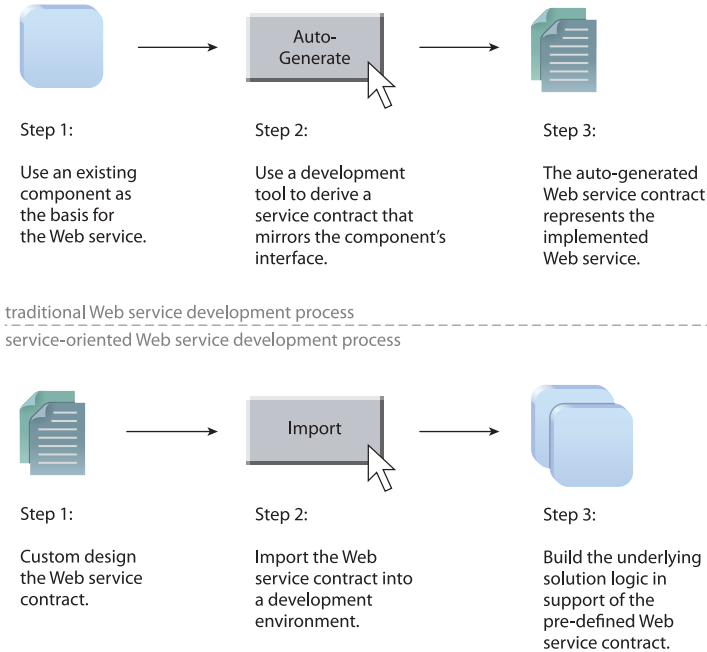 Auto-
Generate
Step 1:
Use an existing
component as
the basis for
the Web service.
Step 2:
Use a development
tool to derive a
service contract that
mirrors the component’s
interface.
Step 3:
The auto-generated
Web service contract
represents the
implemented
Web service.
traditional Web service development process
service-oriented Web service development process
Import
Step 1:
Custom design
the Web service
contract.
Step 2:
Import the Web
service contract into
a development
environment.
Step 3:
Build the underlying
solution logic in
support of the
pre-defined Web
service contract.